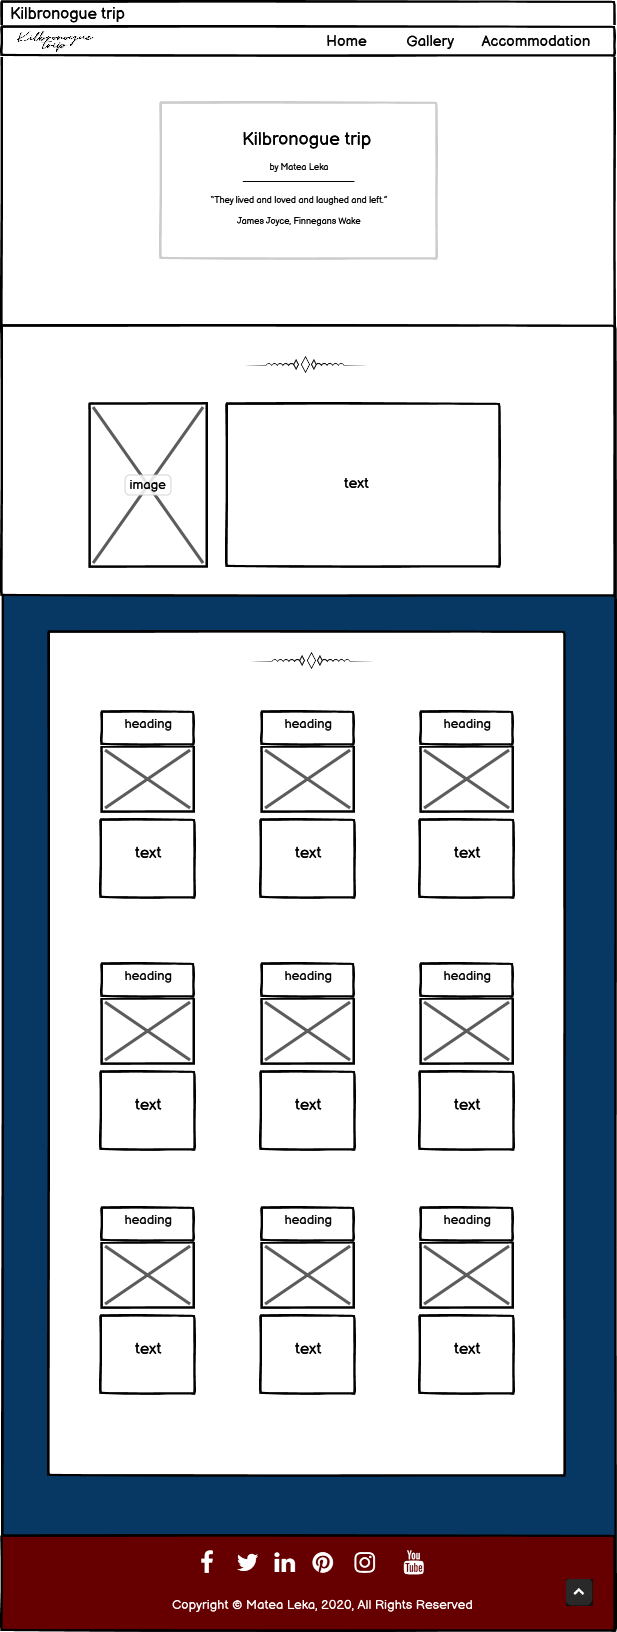 Kilbronogue trip
Kilbronogue
trip
Home Gallery Accommodation
Kilbronogue trip
by Matea Leka
"They lived and loved and laughed and left."
James Joyce, Finnegans Wake
image
text
heading heading heading
text text text
heading heading heading
text text text
heading heading heading
text text text
You
Tube
Copyright © Matea Leka, 2020, All Rights Reserved